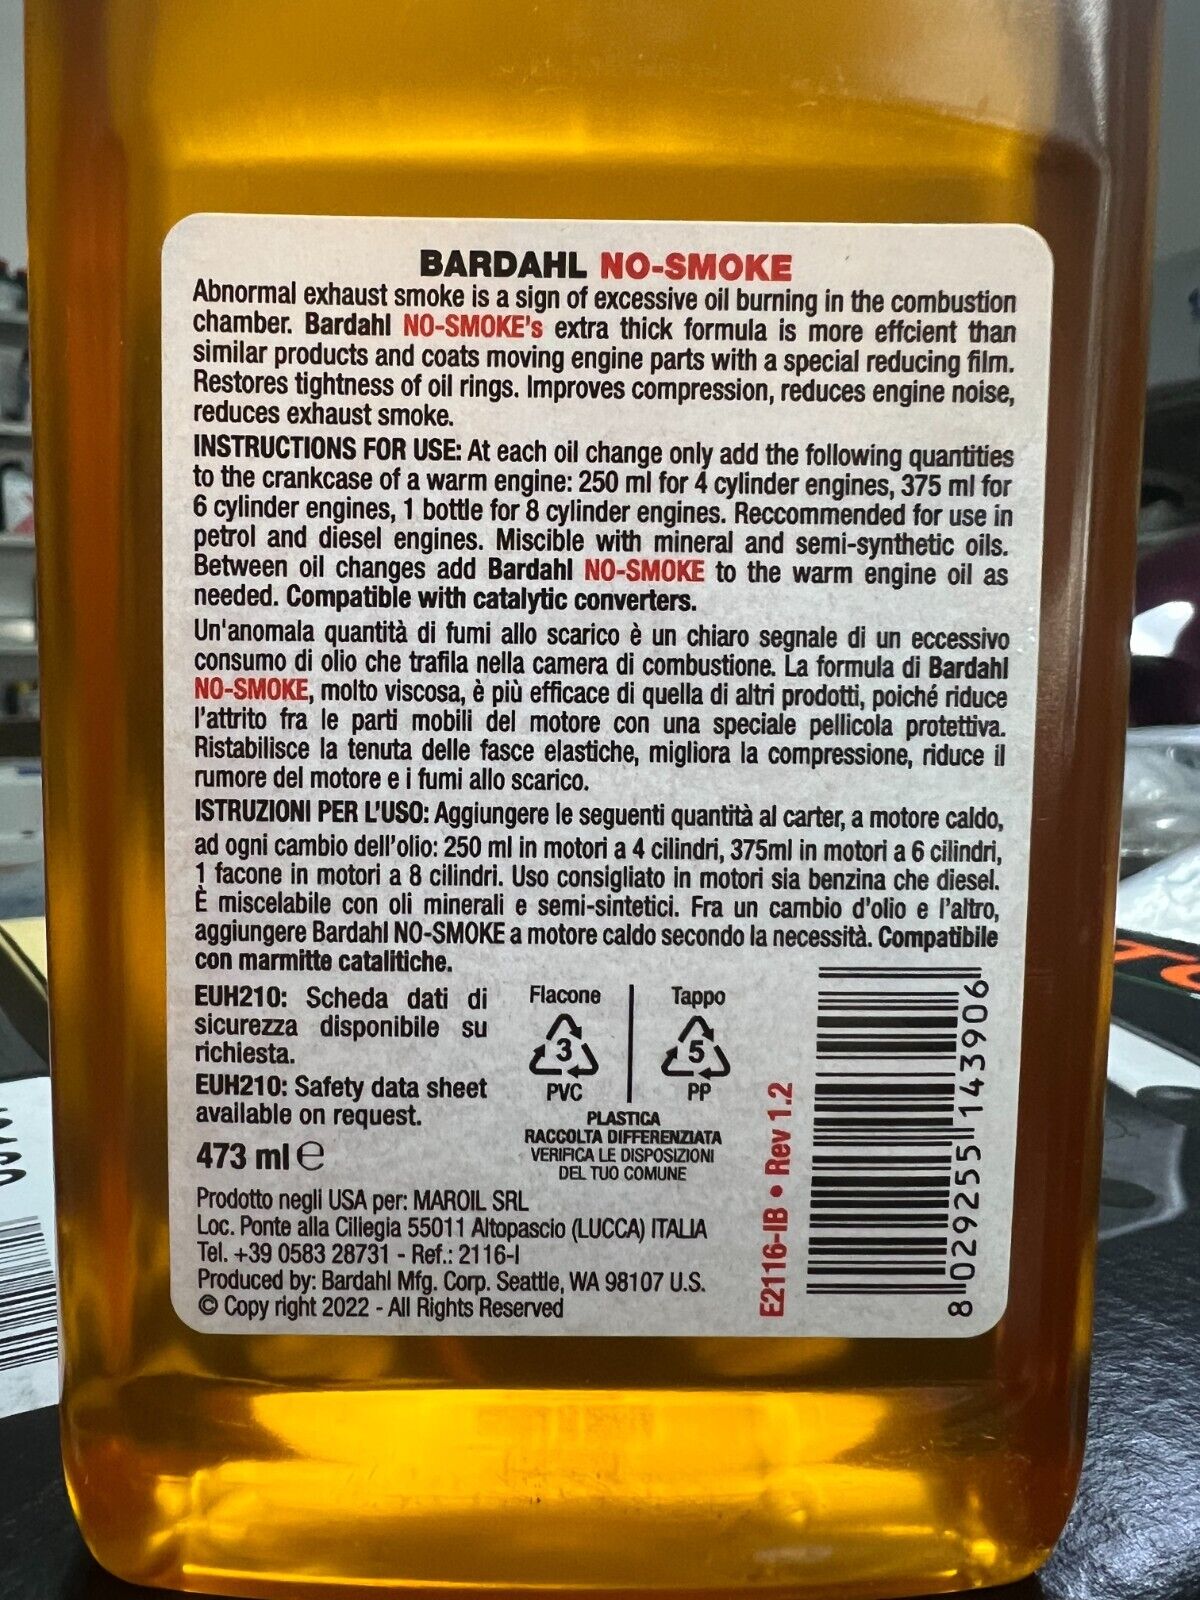 BARDAHL NO-SMOKE
Abnormal exhaust smoke is a sign of excessive oil burning in the combustion
chamber. Bardahl NO-SMOKE's extra thick formula is more effcient than
similar products and coats moving engine parts with a special reducing film.
Restores tightness of oil rings. Improves compression, reduces engine noise,
reduces exhaust smoke.
INSTRUCTIONS FOR USE: At each oil change only add the following quantities
to the crankcase of a warm engine: 250 ml for 4 cylinder engines, 375 ml for
6 cylinder engines, 1 bottle for 8 cylinder engines. Reccommended for use in
petrol and diesel engines. Miscible with mineral and semi-synthetic oils.
Between oil changes add Bardahl NO-SMOKE to the warm engine oil as
needed. Compatible with catalytic converters.
Un'anomala quantità di fumi allo scarico è un chiaro segnale di un eccessivo
consumo di olio che trafila nella camera di combustione. La formula di Bardahl
NO-SMOKE, molto viscosa, è più efficace di quella di altri prodotti, poiché riduce
l'attrito fra le parti mobili del motore con una speciale pellicola protettiva.
Ristabilisce la tenuta delle fasce elastiche, migliora la compressione, riduce il
rumore del motore e i fumi allo scarico.
ISTRUZIONI PER L'USO: Aggiungere le seguenti quantità al carter, a motore caldo,
ad ogni cambio dell'olio: 250 ml in motori a 4 cilindri, 375ml in motori a 6 cilindri,
1 facone in motori a 8 cilindri. Uso consigliato in motori sia benzina che diesel.
È miscelabile con oli minerali e semi-sintetici. Fra un cambio d'olio e l'altro,
aggiungere Bardahl NO-SMOKE a motore caldo secondo la necessità. Compatibile
con marmitte catalitiche.
EUH210: Scheda dati di
sicurezza disponibile su
richiesta.
EUH210: Safety data sheet
available on request.
473 ml e
Flacone
3
PVC
Tappo
5
PP
PLASTICA
RACCOLTA DIFFERENZIATA
VERIFICA LE DISPOSIZIONI
DEL TUO COMUNE
Prodotto negli USA per: MAROIL SRL
Loc. Ponte alla Ciliegia 55011 Altopascio (LUCCA) ITALIA
Tel. +39 0583 28731 - Ref.: 2116-I
Produced by: Bardahl Mfg. Corp. Seattle, WA 98107 U.S.
© Copy right 2022 - All Rights Reserved
E2116-IB • Rev 1.2
8 029255 143906